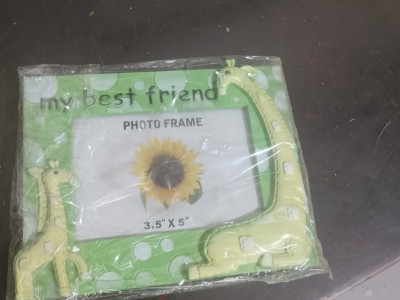 my best friend
PHOTO FRAME
3.5" X 5"